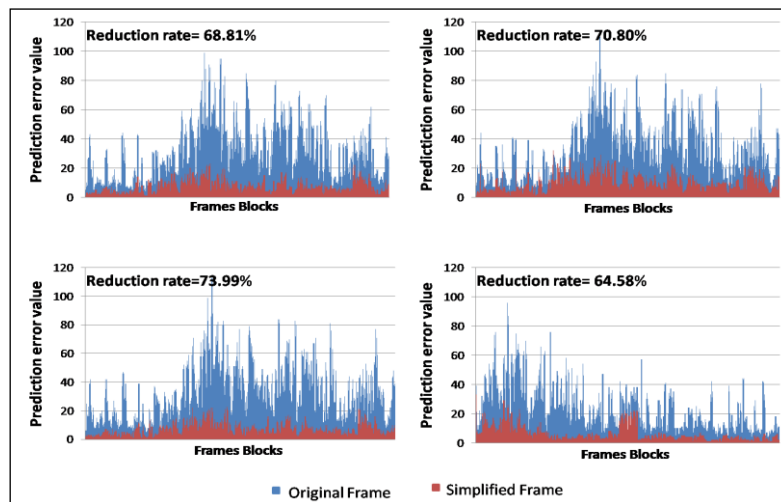 Reduction rate= 68.81%
Prediction error value
120
100
80
60
40
20
0
Frames Blocks
Reduction rate= 70.80%
Predictiction error value
120
100
80
60
40
20
0
Frames Blocks
Reduction rate=73.99%
Prediction error value
120
100
80
60
40
20
0
Frames Blocks
Reduction rate= 64.58%
Prediction error value
120
100
80
60
40
20
0
Frames Blocks
Original Frame
Simplified Frame